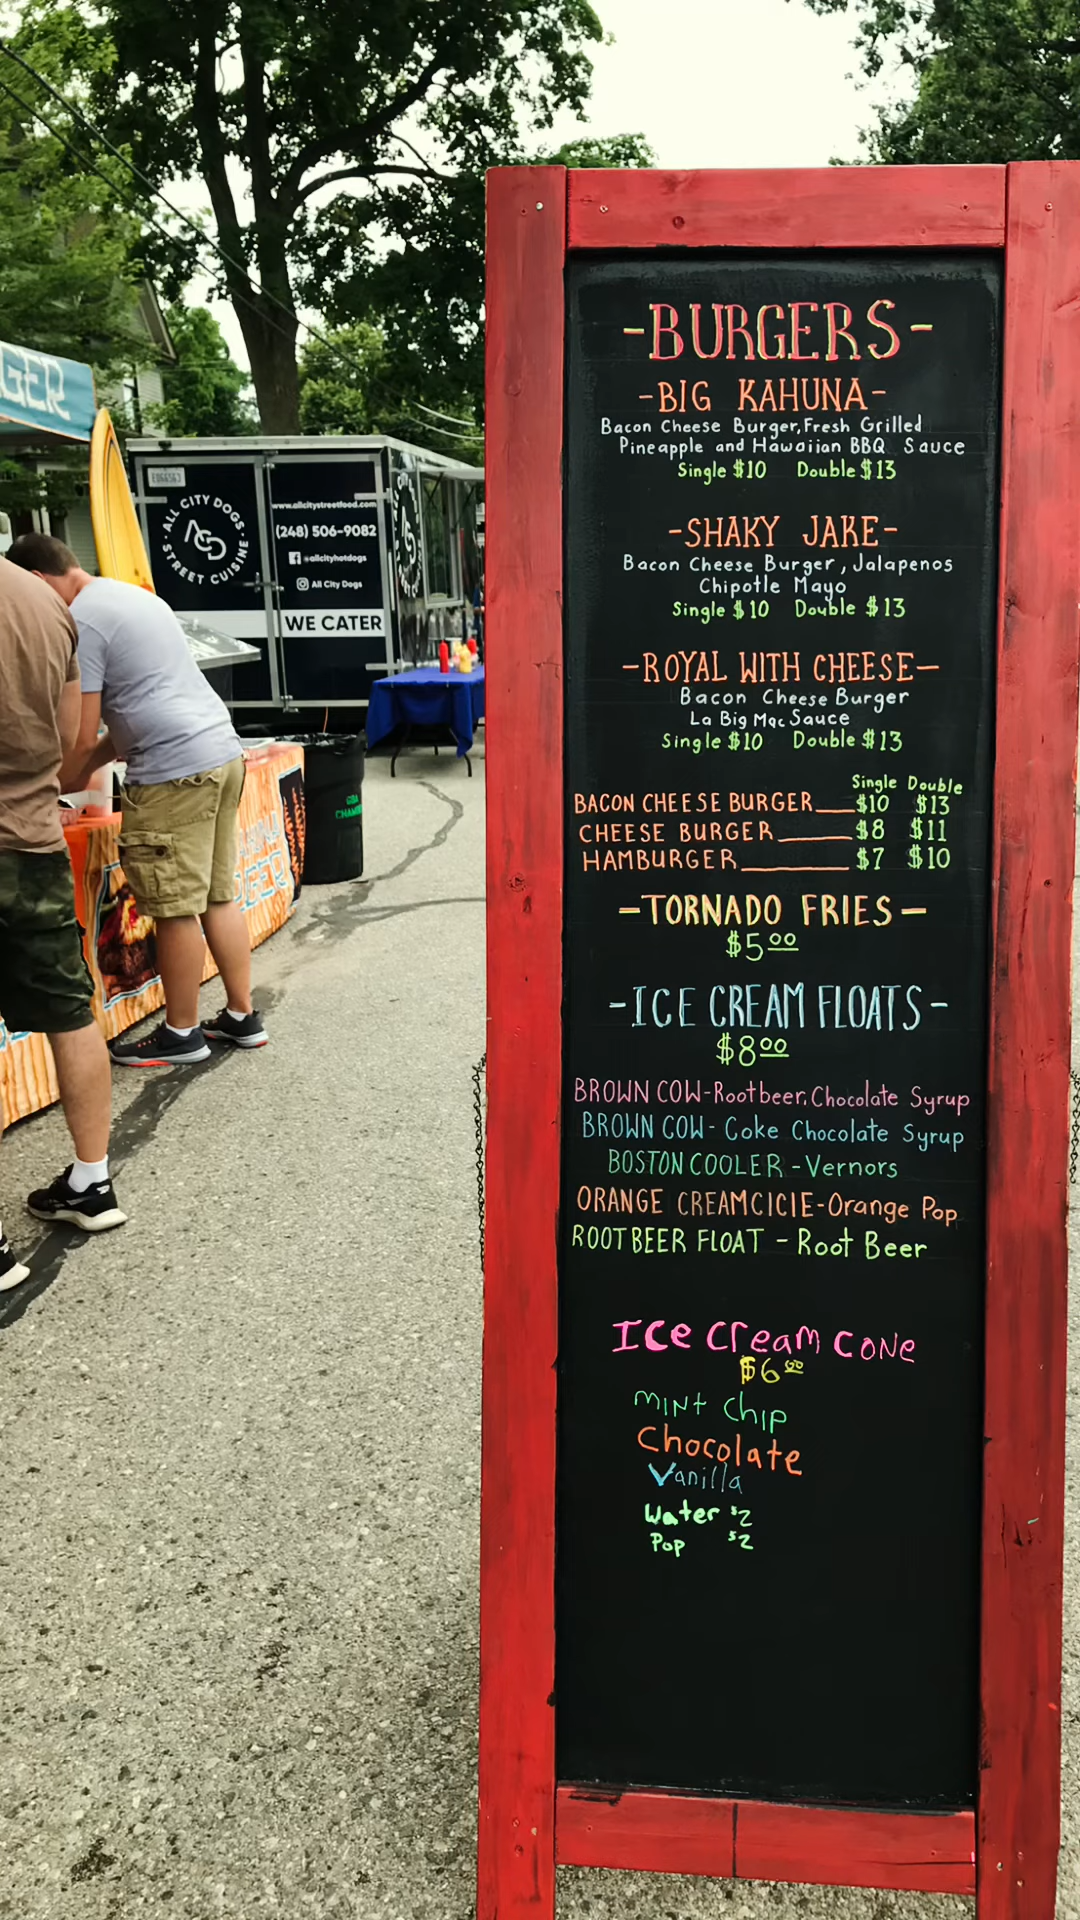 -BURGERS-
-BIG KAHUNA-
Bacon Cheese Burger, Fresh Grilled
Pineapple and Hawaiian BBQ Sauce
Single $10 Double $13
-SHAKY JAKE-
Bacon Cheese Burger, Jalapenos
Chipotle Mayo
Single $10 Double $13
-ROYAL WITH CHEESE-
Bacon Cheese Burger
La Big Mac Sauce
Single $10 Double $13
Single Double
BACON CHEESE BURGER $10 $13
CHEESE BURGER $8 $11
HAMBURGER $7 $10
-TORNADO FRIES-
$5.00
-ICE CREAM FLOATS-
$8.00
BROWN COW-Rootbeer, Chocolate Syrup
BROWN COW- Coke Chocolate Syrup
BOSTON COOLER -Vernors
ORANGE CREAMCICIE-Orange Pop
ROOTBEER FLOAT - Root Beer
ICe Cream CONe
$6.00
MINt ChIP
Chocolate
Vanilla
Water $2
Pop $2
GER
ALL CITY DOGS
ACD
STREET CUISINE
www.allcitystreetfood.com
(248) 506-9082
@allcityhotdogs
All City Dogs
WE CATER